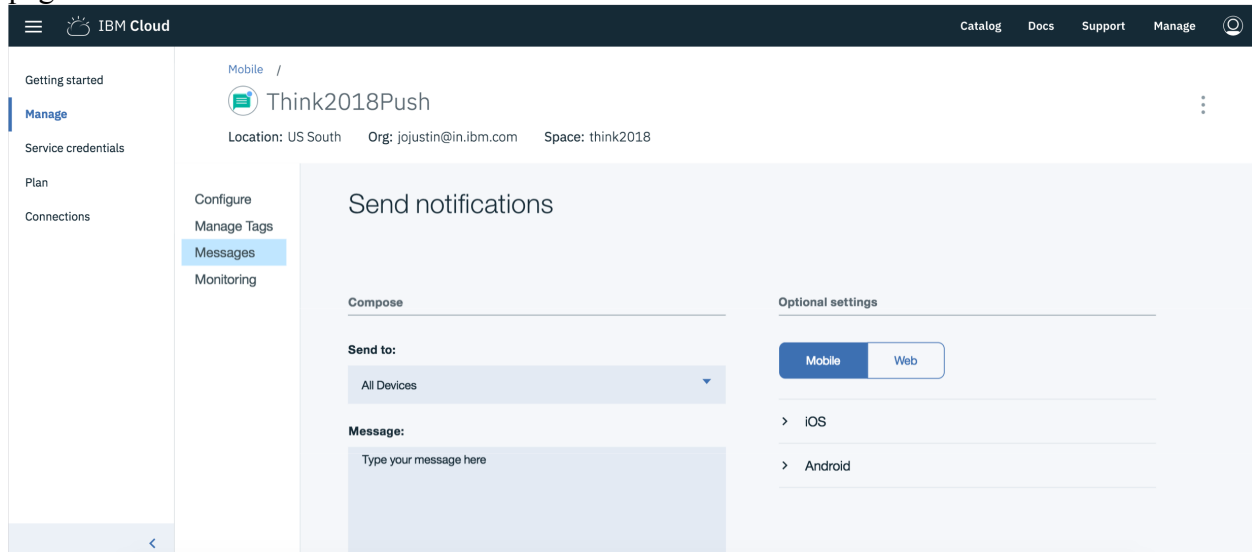 IBM Cloud
Catalog Docs Support Manage
Getting started
Manage
Service credentials
Plan
Connections
Mobile /
Think2018Push
Location: US South Org: jojustin@in.ibm.com Space: think2018
Configure
Manage Tags
Messages
Monitoring
Send notifications
Compose
Send to:
All Devices
Message:
Type your message here
Optional settings
Mobile Web
iOS
Android